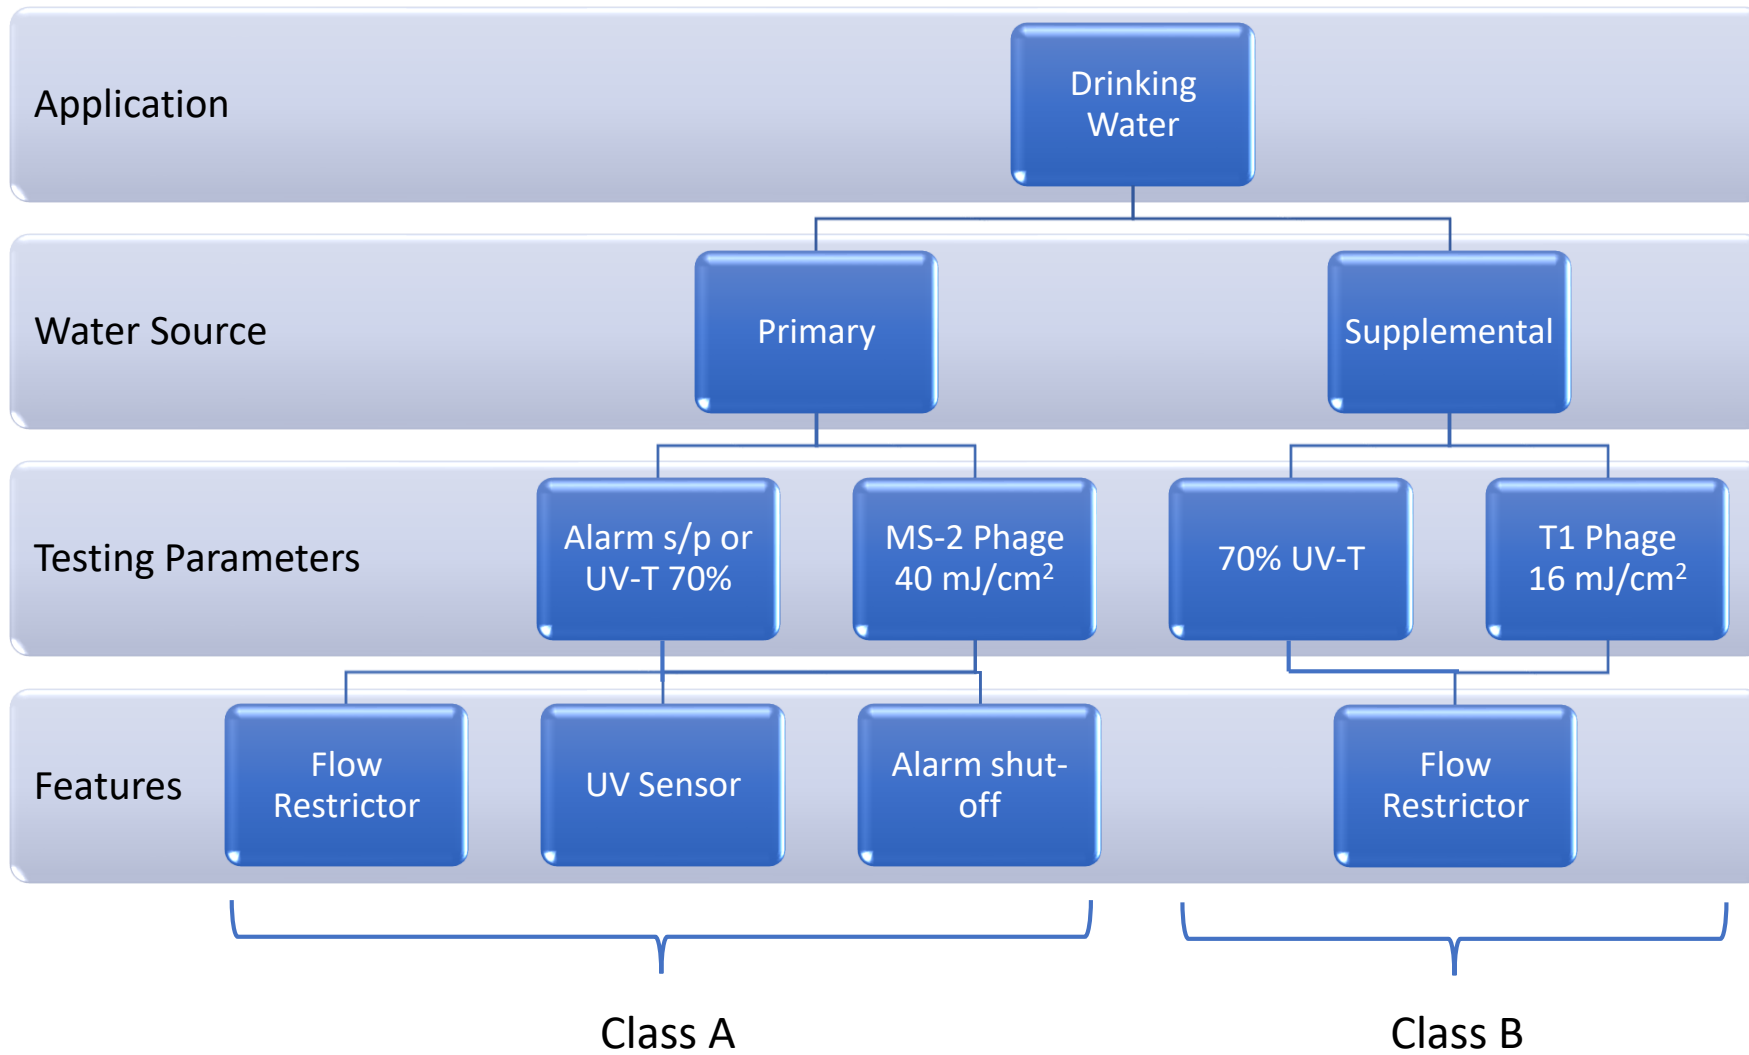 Application
Drinking
Water
Water Source
Primary
Supplemental
Testing Parameters
Alarm s/p or
UV-T 70%
MS-2 Phage
40 mJ/cm²
70% UV-T
T1 Phage
16 mJ/cm²
Features
Flow
Restrictor
UV Sensor
Alarm shut-
off
Flow
Restrictor
Class A
Class B